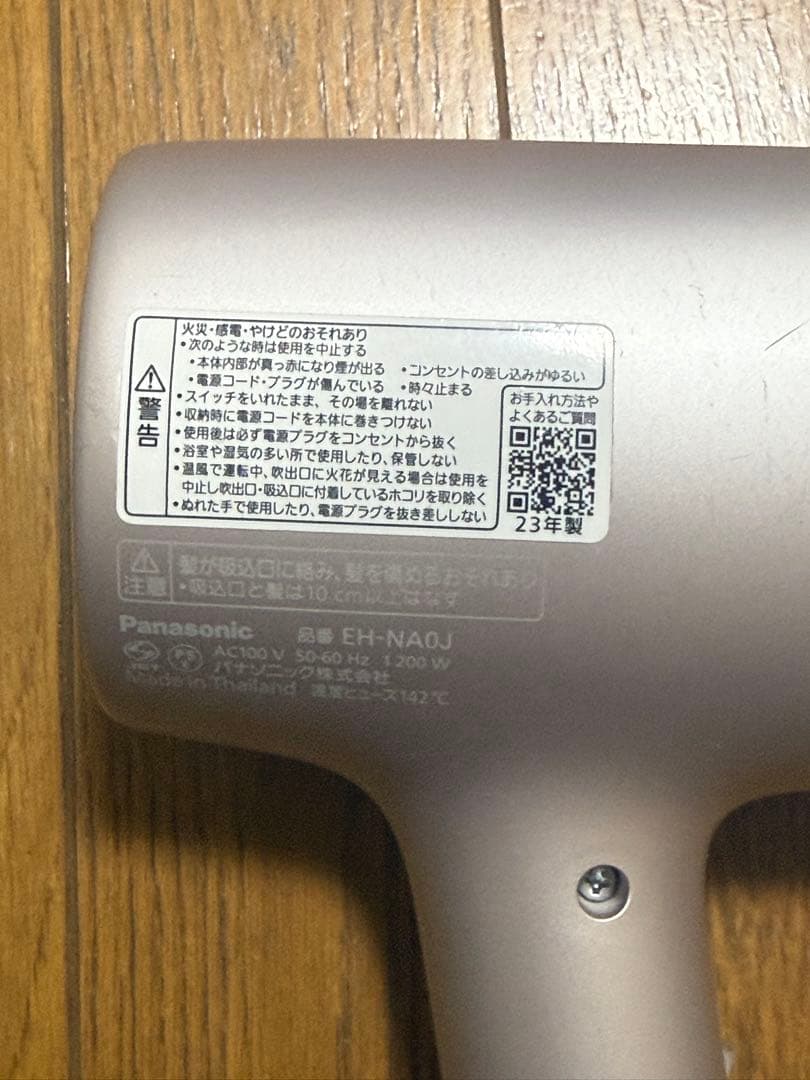 警告
火災・感電・やけどのおそれあり
•次のような時は使用を中止する
•本体内部が真っ赤になり煙が出る •コンセントの差し込みがゆるい
•電源コード・プラグが傷んでいる •時々止まる
•スイッチをいれたまま、その場を離れない
•収納時に電源コードを本体に巻きつけない
•使用後は必ず電源プラグをコンセントから抜く
•浴室や湿気の多い所で使用したり、保管しない
•温風で運転中、吹出口に火花が見える場合は使用を
中止し吹出口・吸込口に付着しているホコリを取り除く
•ぬれた手で使用したり、電源プラグを抜き差ししない
お手入れ方法や
よくあるご質問
23年製
注意
髪が吸込口に絡み、髪を傷めるおそれあり
•吸込口と髪は10 cm以上はなす
Panasonic 品番 EH-NA0J
AC100 V 50-60 Hz 1 200 W
パナソニック株式会社
Made in Thailand 温度ヒューズ142℃